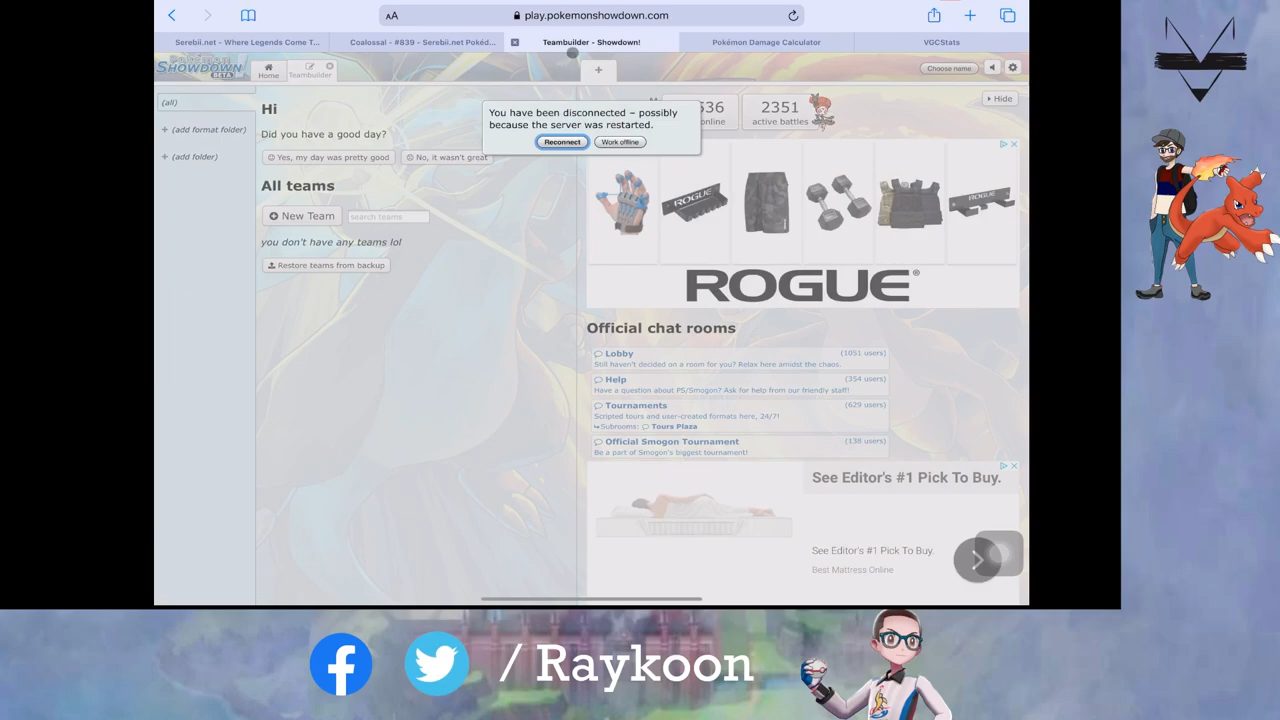 AA play.pokemonshowdown.com
Serebii.net - Where Legends Come T...
Coalossal - #839 - Serebii.net Pokéd...
Teambuilder - Showdown!
Pokémon Damage Calculator
VGCStats
SHOWDOWN
BETA
Home
Teambuilder
+
Choose name
(all)
+ (add format folder)
+ (add folder)
Hi
Did you have a good day?
Yes, my day was pretty good
No, it wasn't great
All teams
New Team
search teams
you don't have any teams lol
Restore teams from backup
You have been disconnected – possibly
because the server was restarted.
Reconnect
Work offline
online
2351
active battles
Hide
ROGUE
ROGUE®
Official chat rooms
Lobby (1051 users)
Still haven't decided on a room for you? Relax here amidst the chaos.
Help (354 users)
Have a question about PS/Smogon? Ask for help from our friendly staff!
Tournaments (629 users)
Scripted tours and user-created formats here, 24/7!
Subrooms: Tours Plaza
Official Smogon Tournament (138 users)
Be a part of Smogon's biggest tournament!
See Editor's #1 Pick To Buy.
See Editor's #1 Pick To Buy.
Best Mattress Online
/ Raykoon